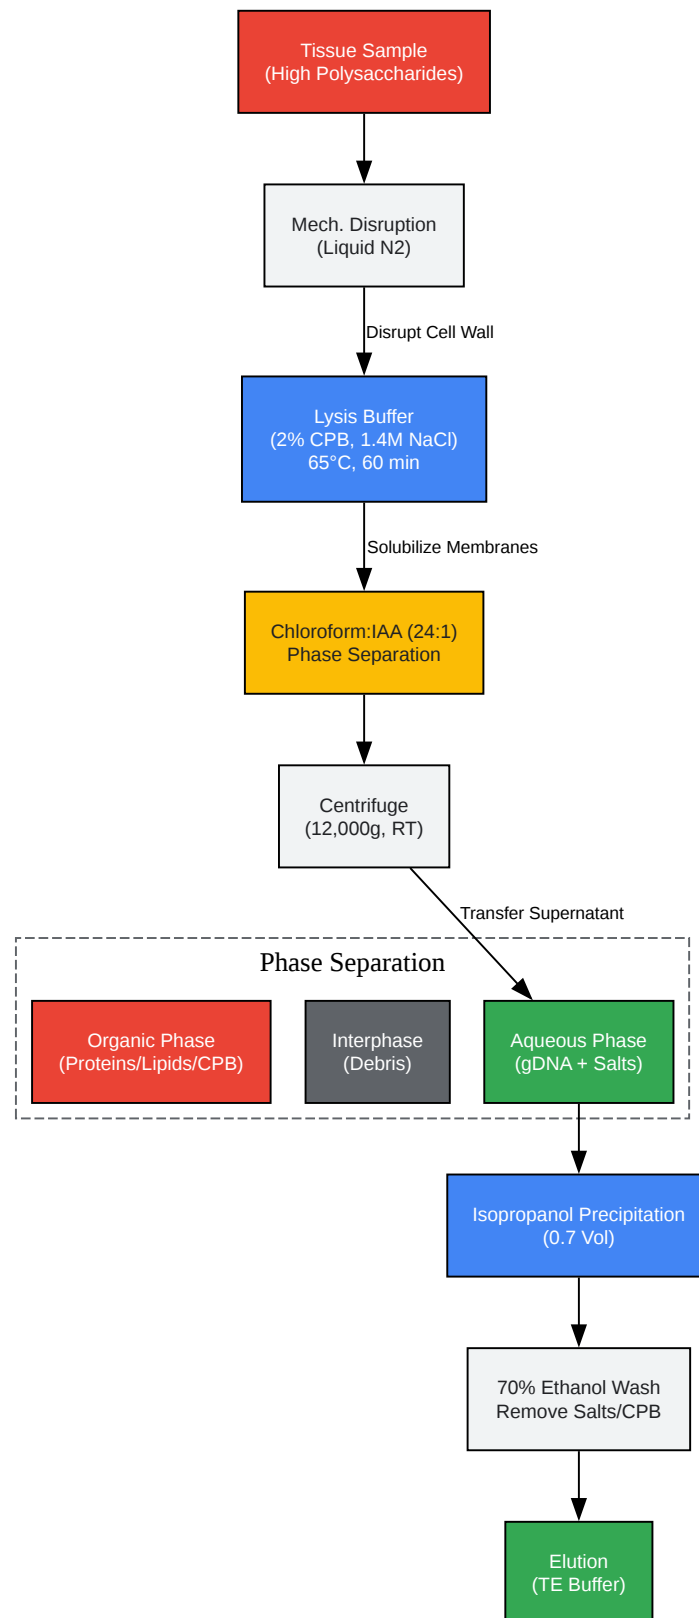 Tissue Sample
(High Polysaccharides)
Mech. Disruption
(Liquid N2)
Disrupt Cell Wall
Lysis Buffer
(2% CPB, 1.4M NaCl)
65°C, 60 min
Solubilize Membranes
Chloroform:IAA (24:1)
Phase Separation
Centrifuge
(12,000g, RT)
Transfer Supernatant
Phase Separation
Organic Phase
(Proteins/Lipids/CPB)
Interphase
(Debris)
Aqueous Phase
(gDNA + Salts)
Isopropanol Precipitation
(0.7 Vol)
70% Ethanol Wash
Remove Salts/CPB
Elution
(TE Buffer)